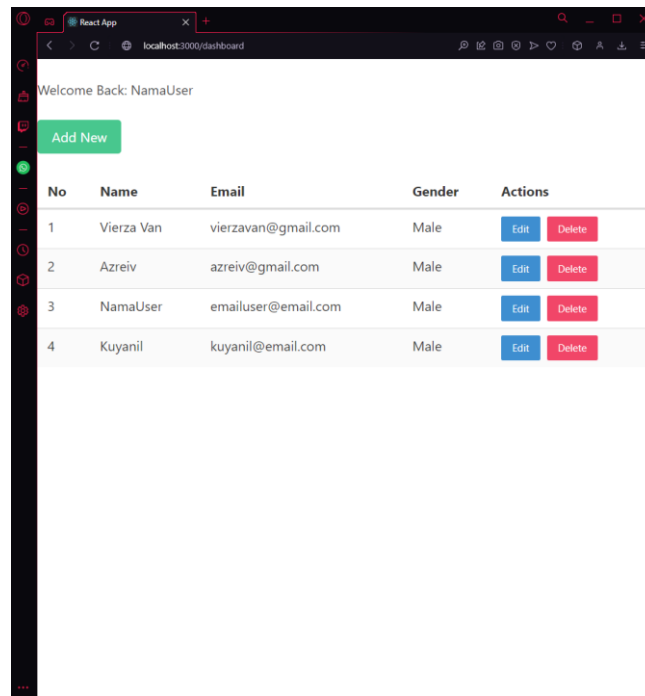 React App
localhost:3000/dashboard
Welcome Back: NamaUser
Add New
No Name Email Gender Actions
1 Vierza Van vierzavan@gmail.com Male Edit Delete
2 Azreiv azreiv@gmail.com Male Edit Delete
3 NamaUser emailuser@email.com Male Edit Delete
4 Kuyanil kuyanil@email.com Male Edit Delete